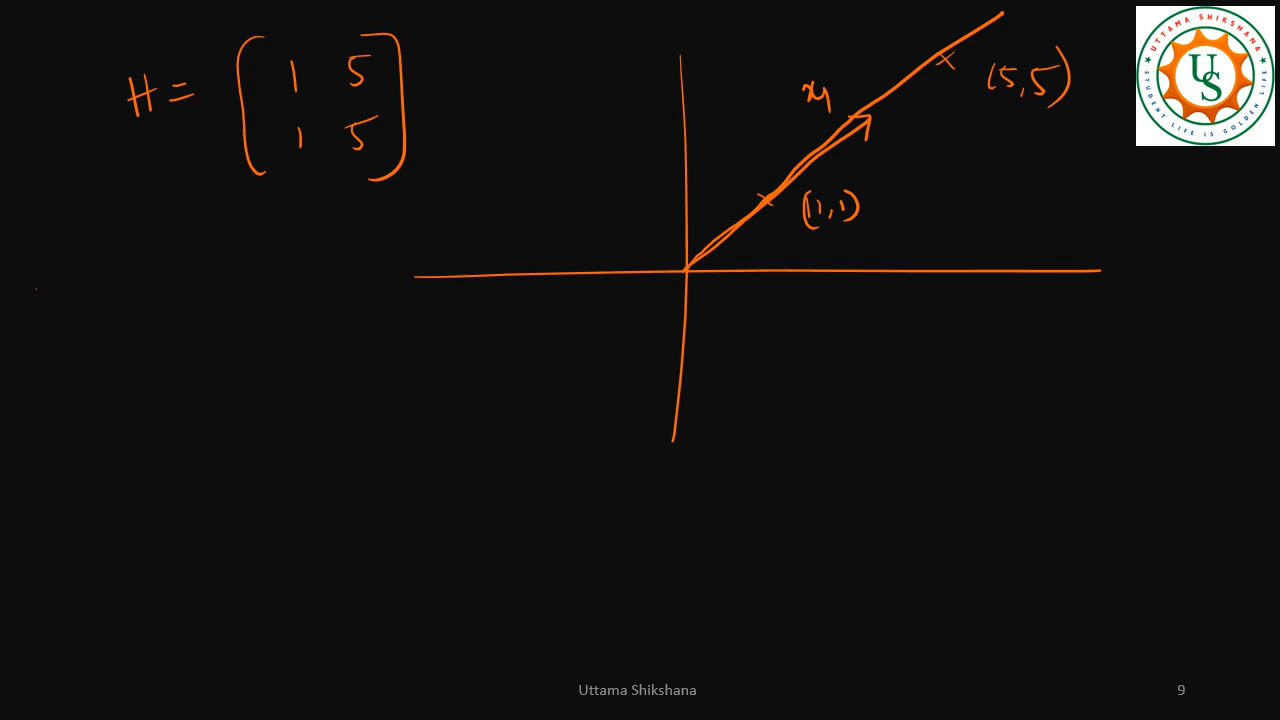 H = [ 1 5
1 5 ]
x1
(5,5)
(1,1)
UTTAMA SHIKSHANA
US
STUDENT LIFE IS GOLDEN LIFE
Uttama Shikshana
9